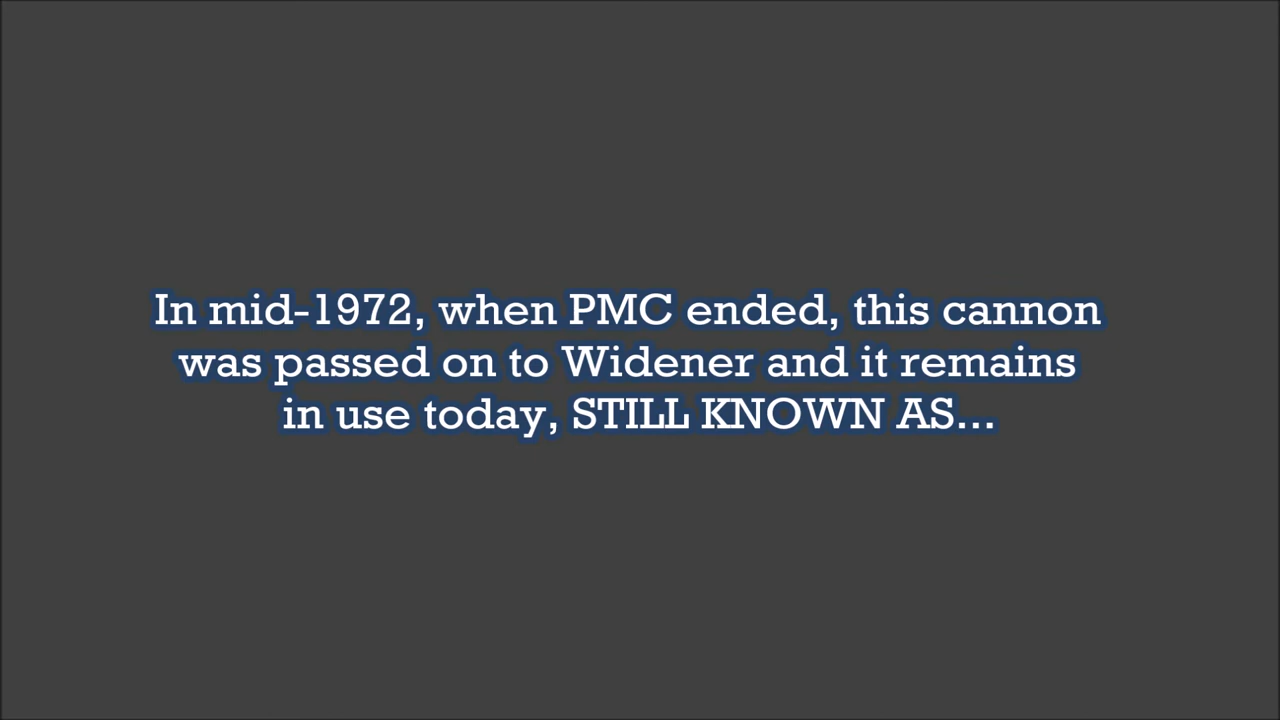 In mid-1972, when PMC ended, this cannon
was passed on to Widener and it remains
in use today, STILL KNOWN AS...